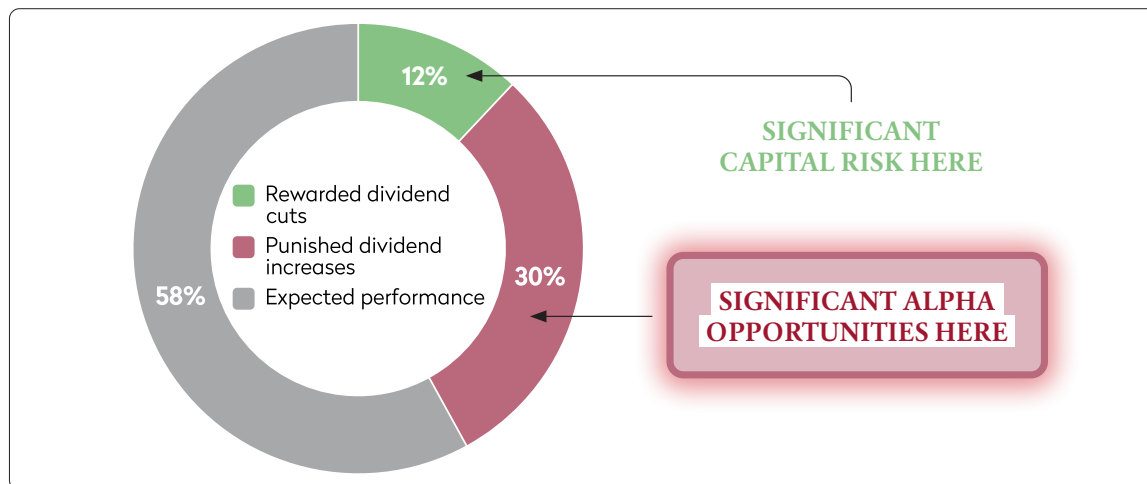 12%
SIGNIFICANT
CAPITAL RISK HERE
Rewarded dividend
cuts
Punished dividend
increases
Expected performance
30%
58%
SIGNIFICANT ALPHA
OPPORTUNITIES HERE